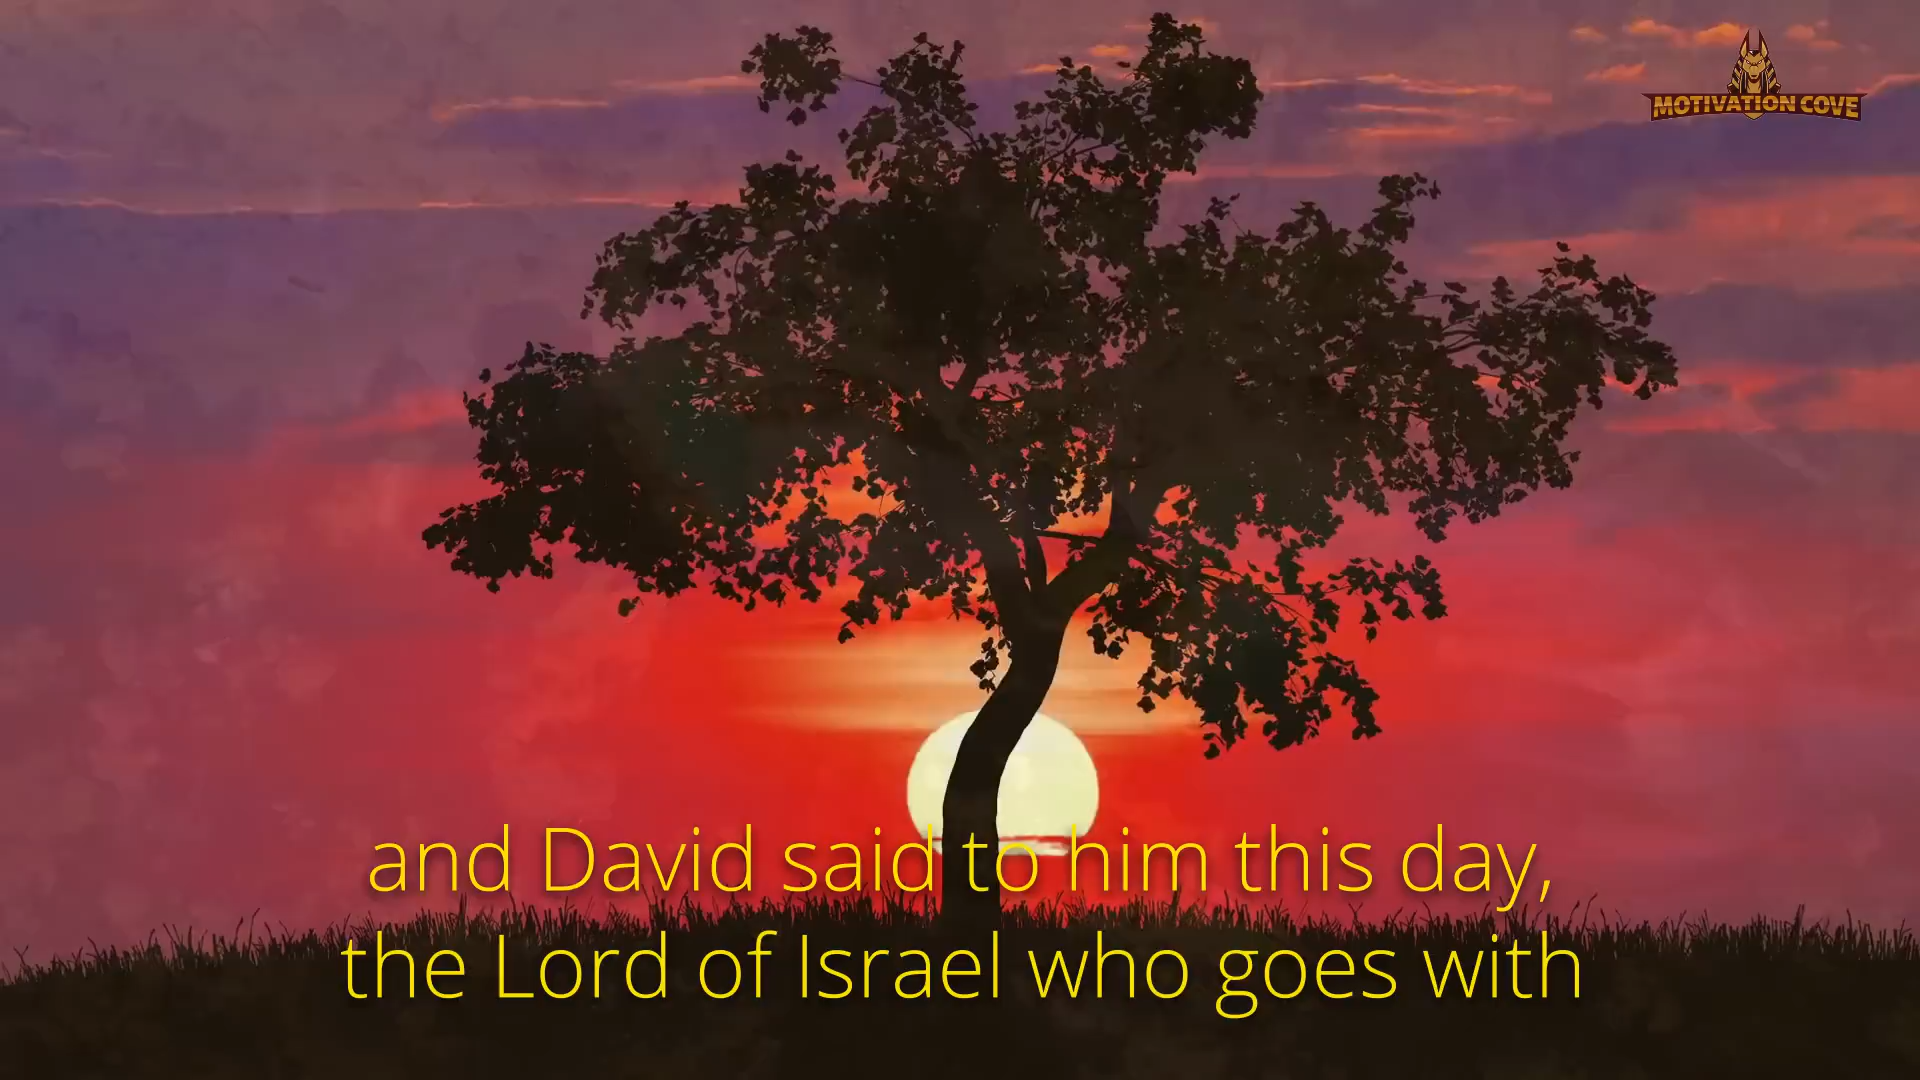 MOTIVATION COVE
and David said to him this day,
the Lord of Israel who goes with